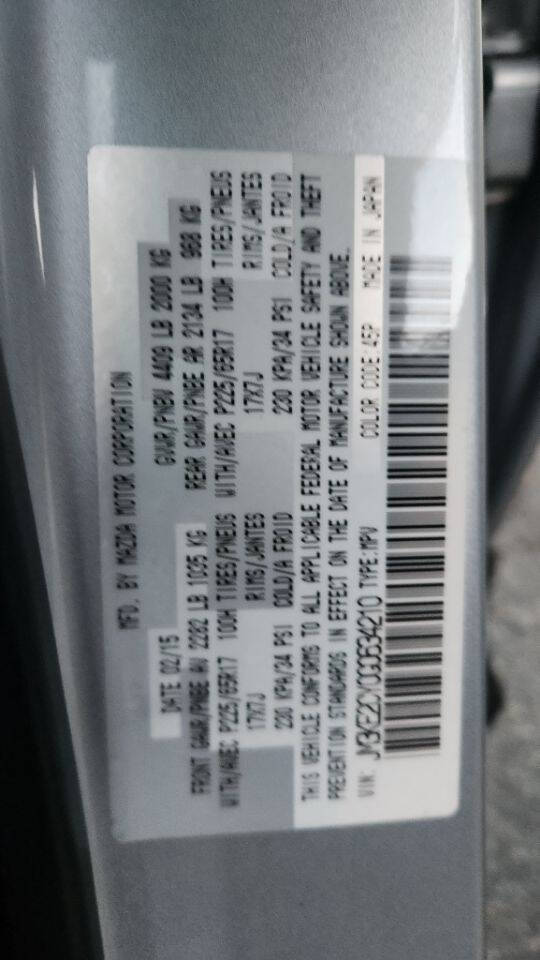 MFD. BY MAZDA MOTOR CORPORATION
DATE 02/15 GVWR/PNBV 4409 LB 2000 KG
FRONT GAWR/PNBE AV 2282 LB 1035 KG REAR GAWR/PNBE AR 2134 LB 968 KG
WITH/AVEC P225/65R17 100H TIRES/PNEUS WITH/AVEC P225/65R17 100H TIRES/PNEUS
17X7J RIMS/JANTES 17X7J RIMS/JANTES
230 KPA/34 PSI COLD/A FROID 230 KPA/34 PSI COLD/A FROID
THIS VEHICLE CONFORMS TO ALL APPLICABLE FEDERAL MOTOR VEHICLE SAFETY AND THEFT
PREVENTION STANDARDS IN EFFECT ON THE DATE OF MANUFACTURE SHOWN ABOVE.
VIN: JM3KE2CY0G0634210 TYPE:MPV COLOR CODE:45P MADE IN JAPAN